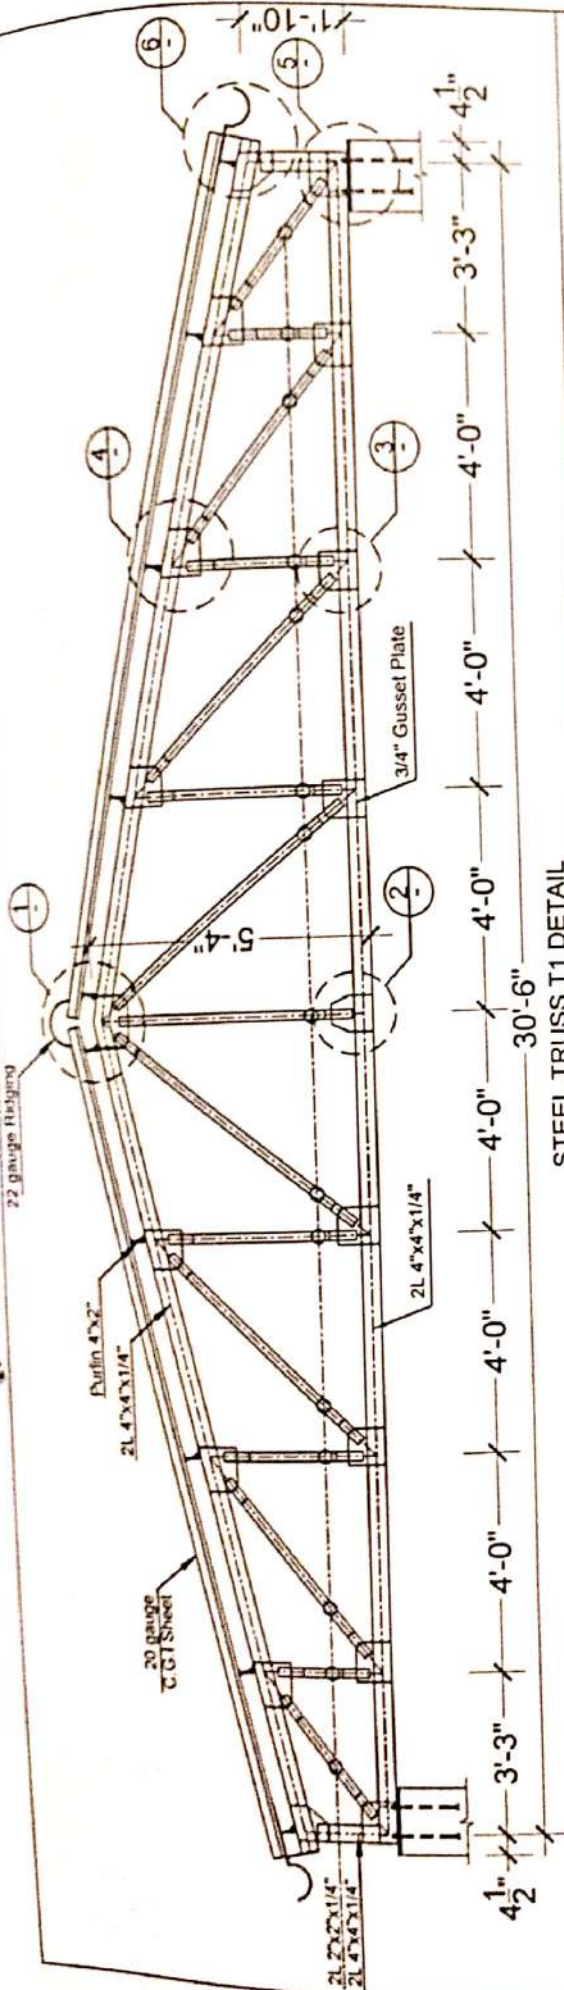 22 gauge Ridging
Purlin 4"x2"
2L 4"x4"x1/4"
20 gauge
C.G.I Sheet
2L 2"x2"x1/4"
2L 4"x4"x1/4"
1
-
2
-
3
-
4
-
5
-
6
-
1'-10"
5'-4"
3/4" Gusset Plate
2L 4"x4"x1/4"
4 1/2"
3'-3"
4'-0"
4'-0"
4'-0"
4'-0"
4'-0"
4'-0"
3'-3"
4 1/2"
30'-6"
STEEL TRUSS T1 DETAIL